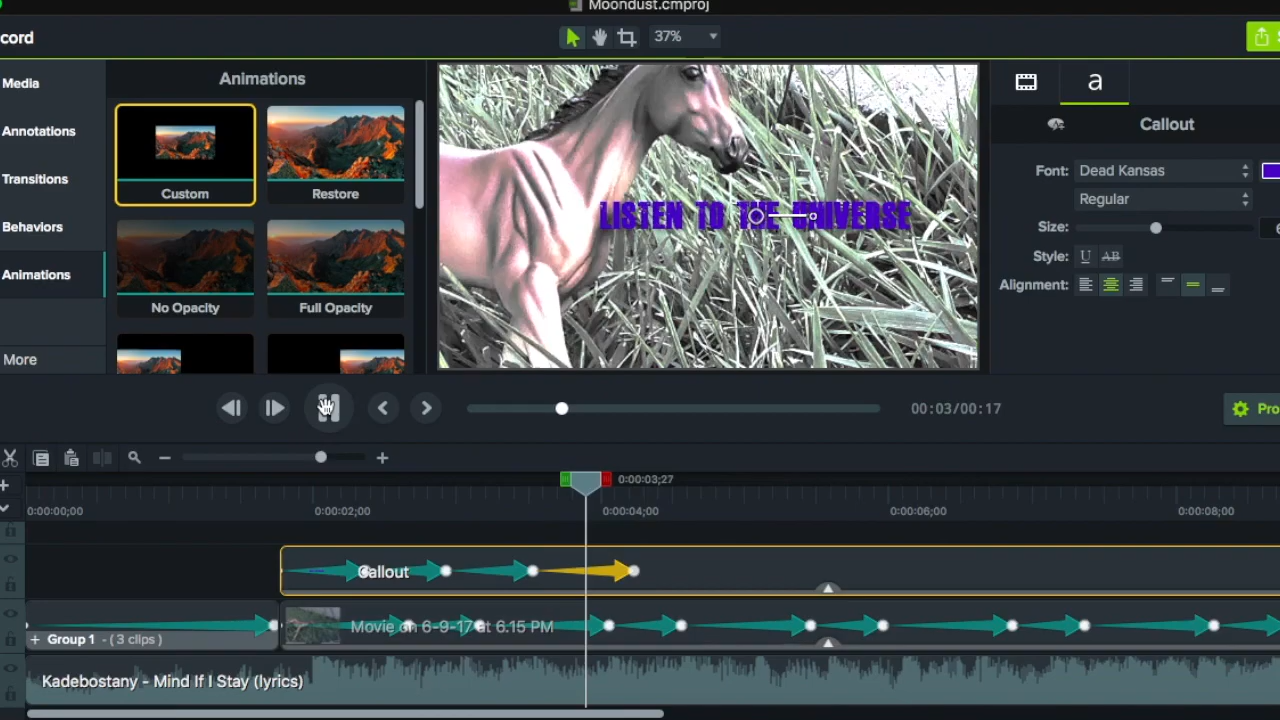 Moondust.cmproj
cord
37%
S
Media
Annotations
Transitions
Behaviors
Animations
More
Animations
Custom
Restore
No Opacity
Full Opacity
LISTEN TO THE UNIVERSE
a
Callout
Font: Dead Kansas
Regular
Size: 6
Style: U AB
Alignment:
00:03/00:17
Pro
0:00:03;27
0:00:00;00
0:00:02;00
0:00:04;00
0:00:06;00
0:00:08;00
Callout
+ Group 1 - ( 3 clips )
Movie on 6-9-17 at 6.15 PM
Kadebostany - Mind If I Stay (lyrics)